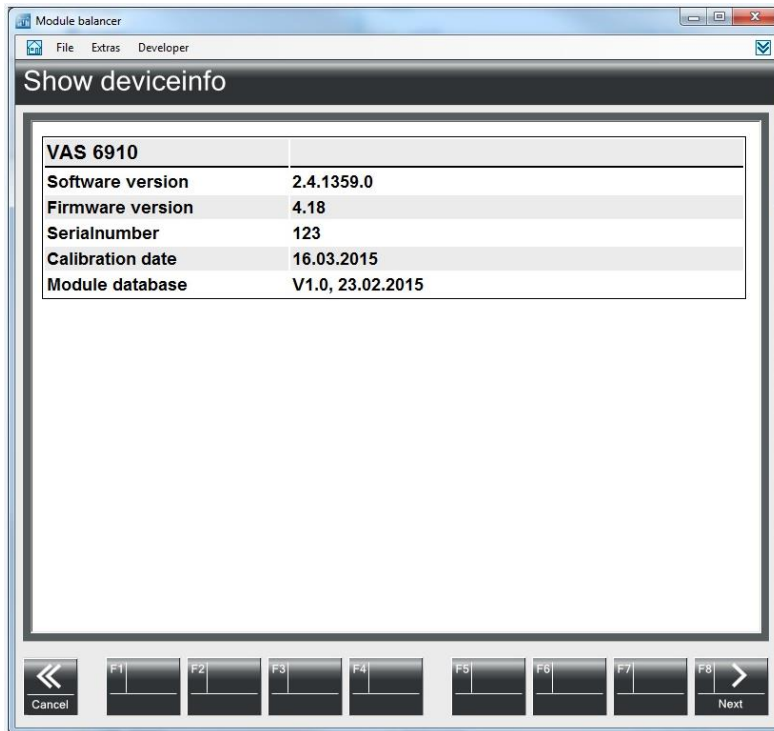 Module balancer
File Extras Developer
Show deviceinfo
VAS 6910
Software version 2.4.1359.0
Firmware version 4.18
Serialnumber 123
Calibration date 16.03.2015
Module database V1.0, 23.02.2015
F1 F2 F3 F4 F5 F6 F7 F8
Cancel Next